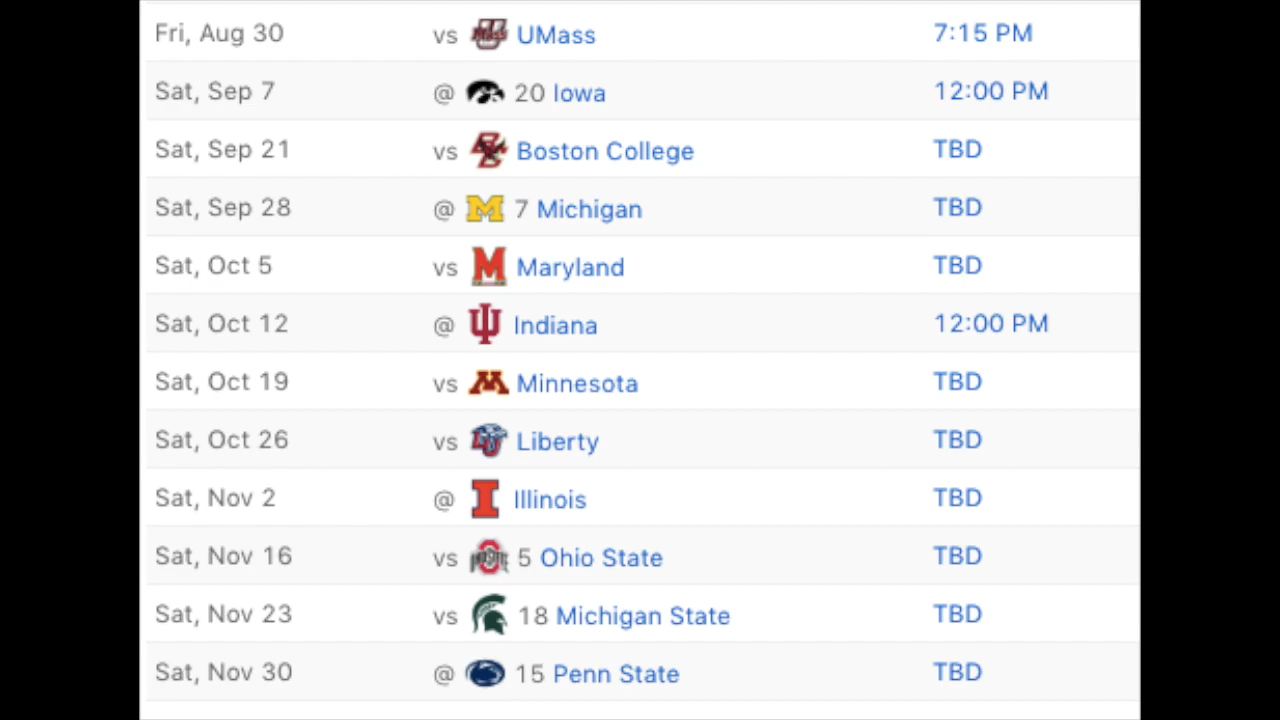 Fri, Aug 30 vs UMass 7:15 PM
Sat, Sep 7 @ 20 Iowa 12:00 PM
Sat, Sep 21 vs Boston College TBD
Sat, Sep 28 @ 7 Michigan TBD
Sat, Oct 5 vs Maryland TBD
Sat, Oct 12 @ Indiana 12:00 PM
Sat, Oct 19 vs Minnesota TBD
Sat, Oct 26 vs Liberty TBD
Sat, Nov 2 @ Illinois TBD
Sat, Nov 16 vs 5 Ohio State TBD
Sat, Nov 23 vs 18 Michigan State TBD
Sat, Nov 30 @ 15 Penn State TBD